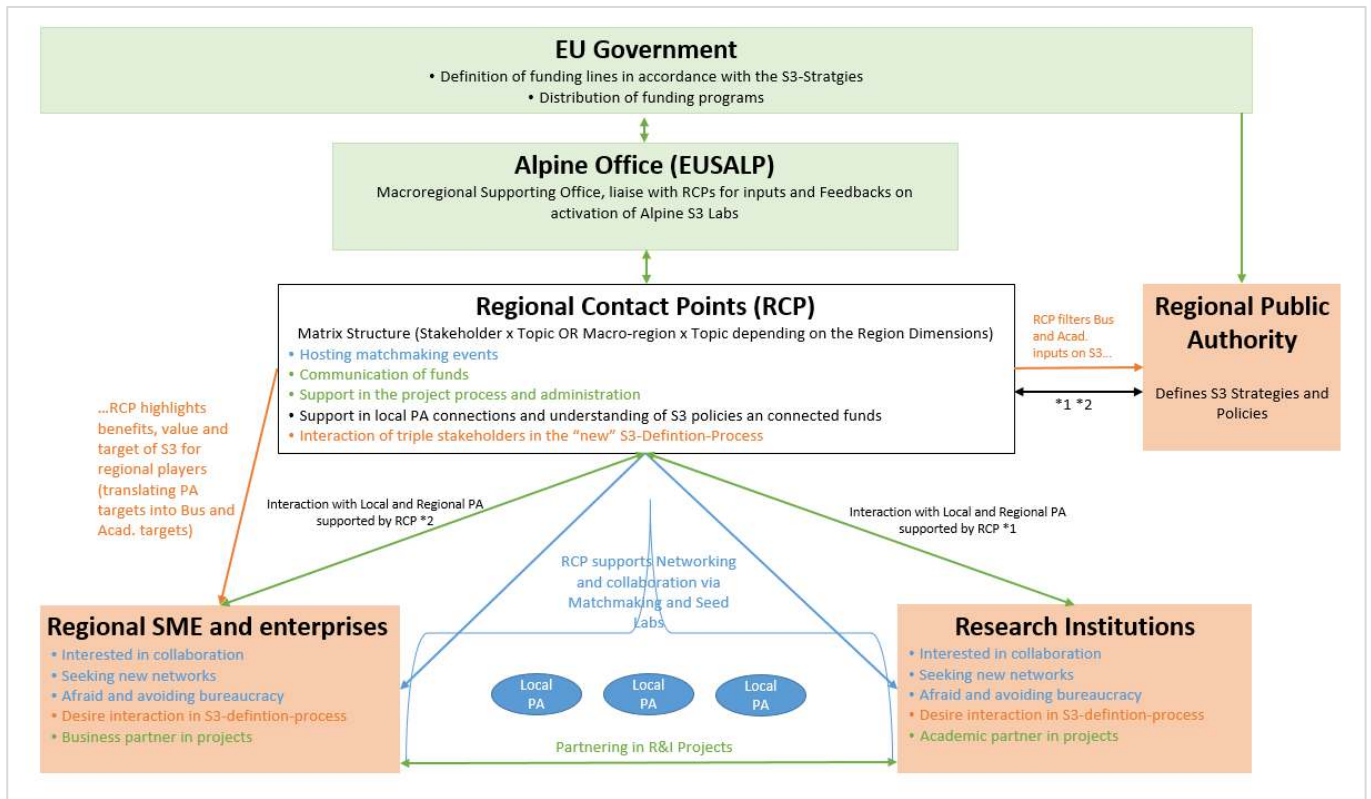 EU Government
• Definition of funding lines in accordance with the S3-Stratgies
• Distribution of funding programs
Alpine Office (EUSALP)
Macroregional Supporting Office, liaise with RCPs for inputs and Feedbacks on
activation of Alpine S3 Labs
Regional Contact Points (RCP)
Matrix Structure (Stakeholder x Topic OR Macro-region x Topic depending on the Region Dimensions)
• Hosting matchmaking events
• Communication of funds
• Support in the project process and administration
• Support in local PA connections and understanding of S3 policies an connected funds
• Interaction of triple stakeholders in the “new” S3-Defintion-Process
RCP filters Bus
and Acad.
inputs on S3...
*1 *2
Regional Public
Authority
Defines S3 Strategies and
Policies
...RCP highlights
benefits, value and
target of S3 for
regional players
(translating PA
targets into Bus and
Acad. targets)
Interaction with Local and Regional PA
supported by RCP *2
Interaction with Local and Regional PA
supported by RCP *1
RCP supports Networking
and collaboration via
Matchmaking and Seed
Labs
Regional SME and enterprises
• Interested in collaboration
• Seeking new networks
• Afraid and avoiding bureaucracy
• Desire interaction in S3-defintion-process
• Business partner in projects
Local
PA
Local
PA
Local
PA
Partnering in R&I Projects
Research Institutions
• Interested in collaboration
• Seeking new networks
• Afraid and avoiding bureaucracy
• Desire interaction in S3-defintion-process
• Academic partner in projects